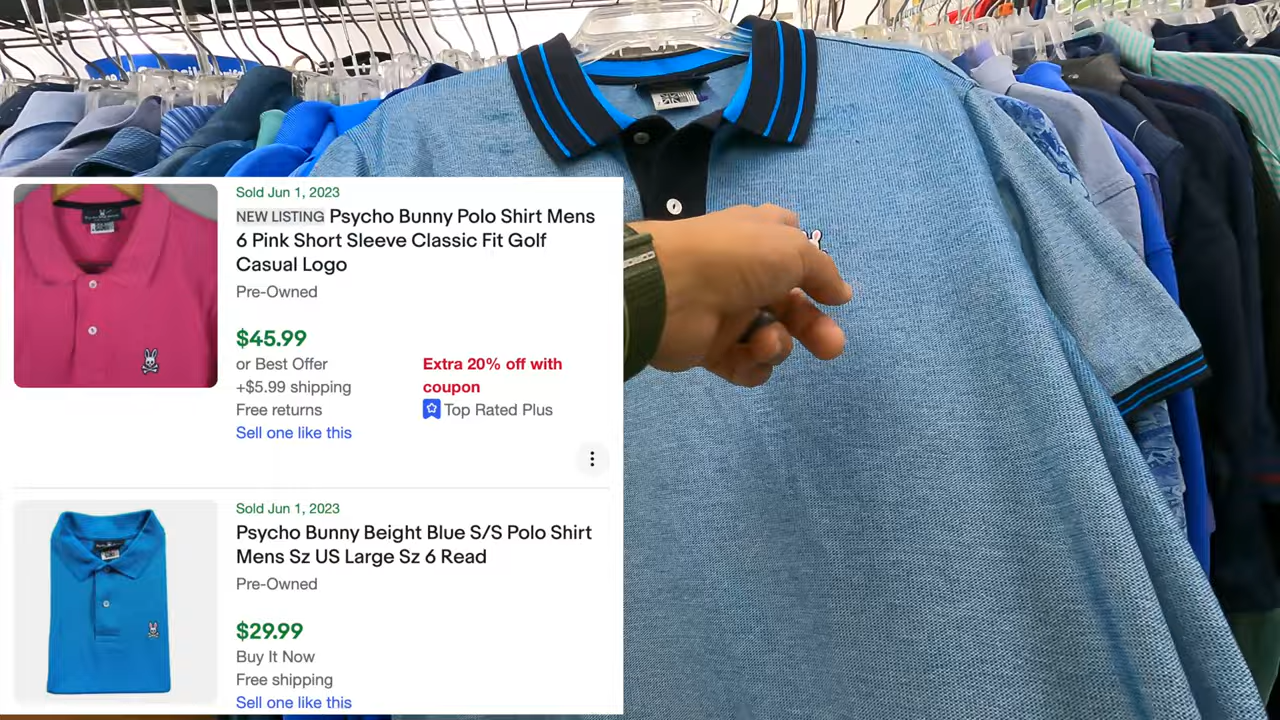 Sold Jun 1, 2023
NEW LISTING Psycho Bunny Polo Shirt Mens
6 Pink Short Sleeve Classic Fit Golf
Casual Logo
Pre-Owned
$45.99
or Best Offer
Extra 20% off with
coupon
+$5.99 shipping
Free returns
Top Rated Plus
Sell one like this
Sold Jun 1, 2023
Psycho Bunny Beight Blue S/S Polo Shirt
Mens Sz US Large Sz 6 Read
Pre-Owned
$29.99
Buy It Now
Free shipping
Sell one like this